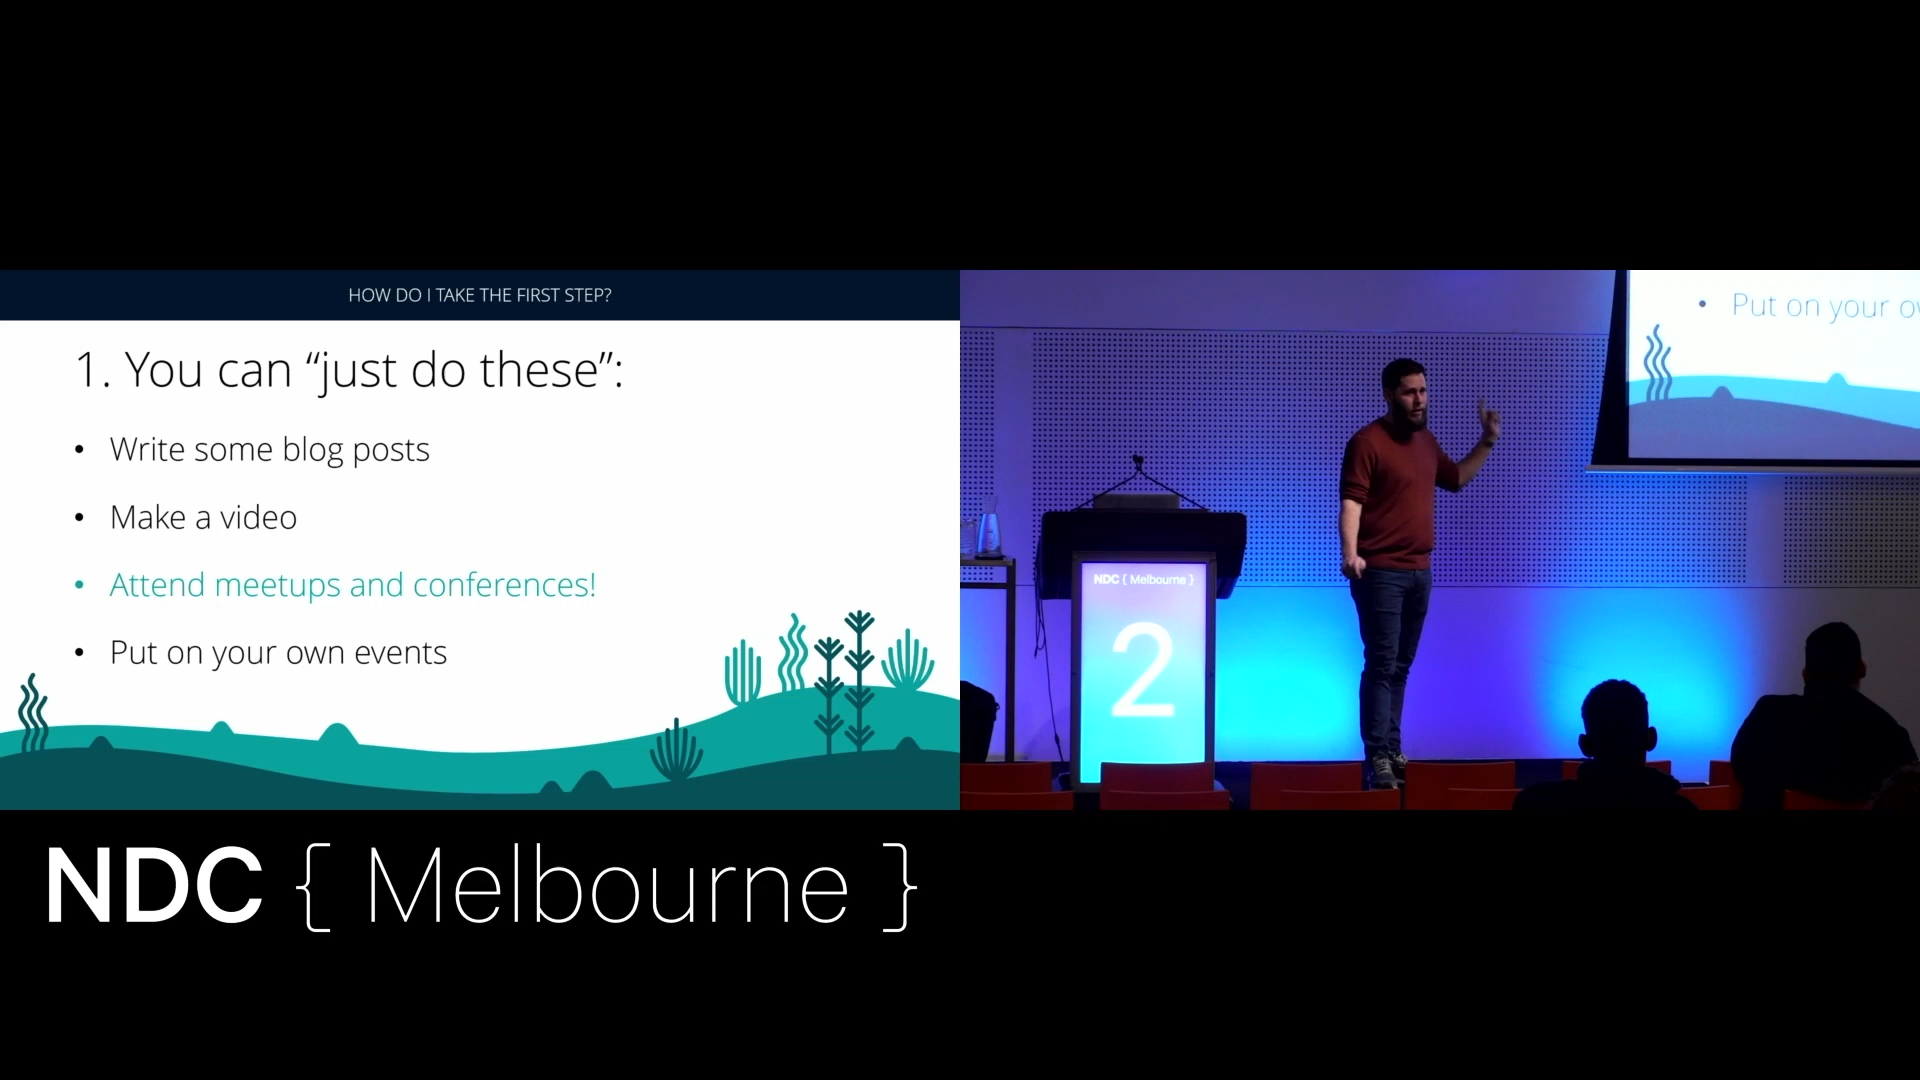 HOW DO I TAKE THE FIRST STEP?
1. You can “just do these”:
• Write some blog posts
• Make a video
• Attend meetups and conferences!
• Put on your own events
• Put on your o
NDC { Melbourne }
2
NDC { Melbourne }